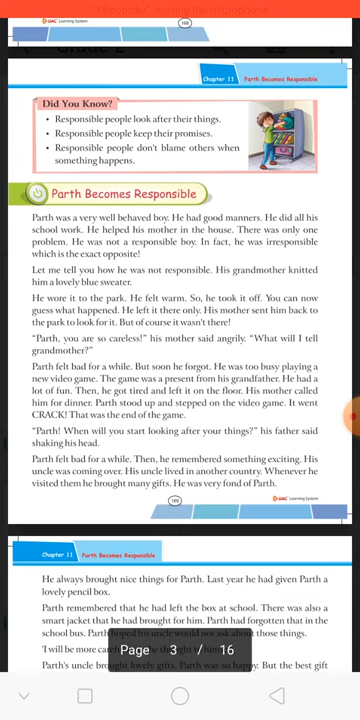 "XRecorder" is using the microphone
DAC Learning System
168
Grade 2
Chapter 11 Parth Becomes Responsible
Did You Know?
• Responsible people look after their things.
• Responsible people keep their promises.
• Responsible people don't blame others when
something happens.
Parth Becomes Responsible
Parth was a very well behaved boy. He had good manners. He did all his
school work. He helped his mother in the house. There was only one
problem. He was not a responsible boy. In fact, he was irresponsible
which is the exact opposite!
Let me tell you how he was not responsible. His grandmother knitted
him a lovely blue sweater.
He wore it to the park. He felt warm. So, he took it off. You can now
guess what happened. He left it there only. His mother sent him back to
the park to look for it. But of course it wasn't there!
"Parth, you are so careless!" his mother said angrily. "What will I tell
grandmother?"
Parth felt bad for a while. But soon he forgot. He was too busy playing a
new video game. The game was a present from his grandfather. He had a
lot of fun. Then, he got tired and left it on the floor. His mother called
him for dinner. Parth stood up and stepped on the video game. It went
CRACK! That was the end of the game.
"Parth! When will you start looking after your things?" his father said
shaking his head.
Parth felt bad for a while. Then, he remembered something exciting. His
uncle was coming over. His uncle lived in another country. Whenever he
visited them he brought many gifts. He was very fond of Parth.
169
DAC Learning System
Chapter 11 Parth Becomes Responsible
He always brought nice things for Parth. Last year he had given Parth a
lovely pencil box.
Parth remembered that he had left the box at school. There was also a
smart jacket that he had brought for him. Parth had forgotten that in the
school bus. Parth hoped his uncle would not ask about those things.
'I will be more the thought
Parth's uncle brought lovely gifts. Parth was so happy. But the best gift
Page 3 / 16